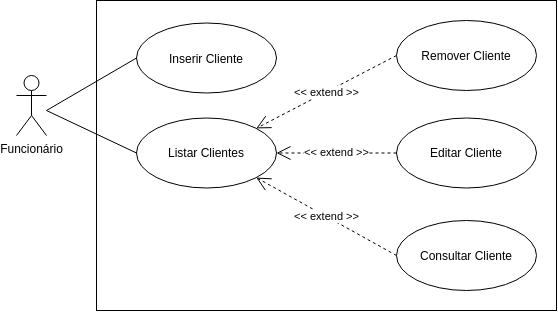 Inserir Cliente
Remover Cliente
<< extend >>
Funcionário
Listar Clientes
<< extend >>
Editar Cliente
<< extend >>
Consultar Cliente